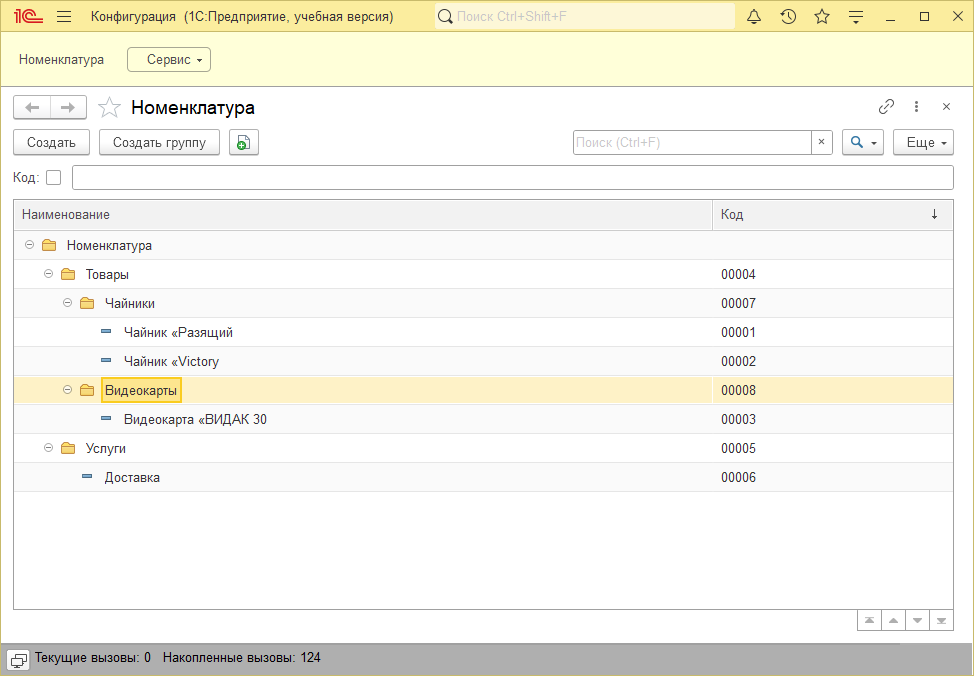 1С Конфигурация (1С:Предприятие, учебная версия) Поиск Ctrl+Shift+F
Номенклатура Сервис
Номенклатура
Создать Создать группу Поиск (Ctrl+F) × Еще
Код:
Наименование Код ↓
Номенклатура
Товары 00004
Чайники 00007
Чайник «Разящий 00001
Чайник «Victory 00002
Видеокарты 00008
Видеокарта «ВИДАК 30 00003
Услуги 00005
Доставка 00006
Текущие вызовы: 0 Накопленные вызовы: 124